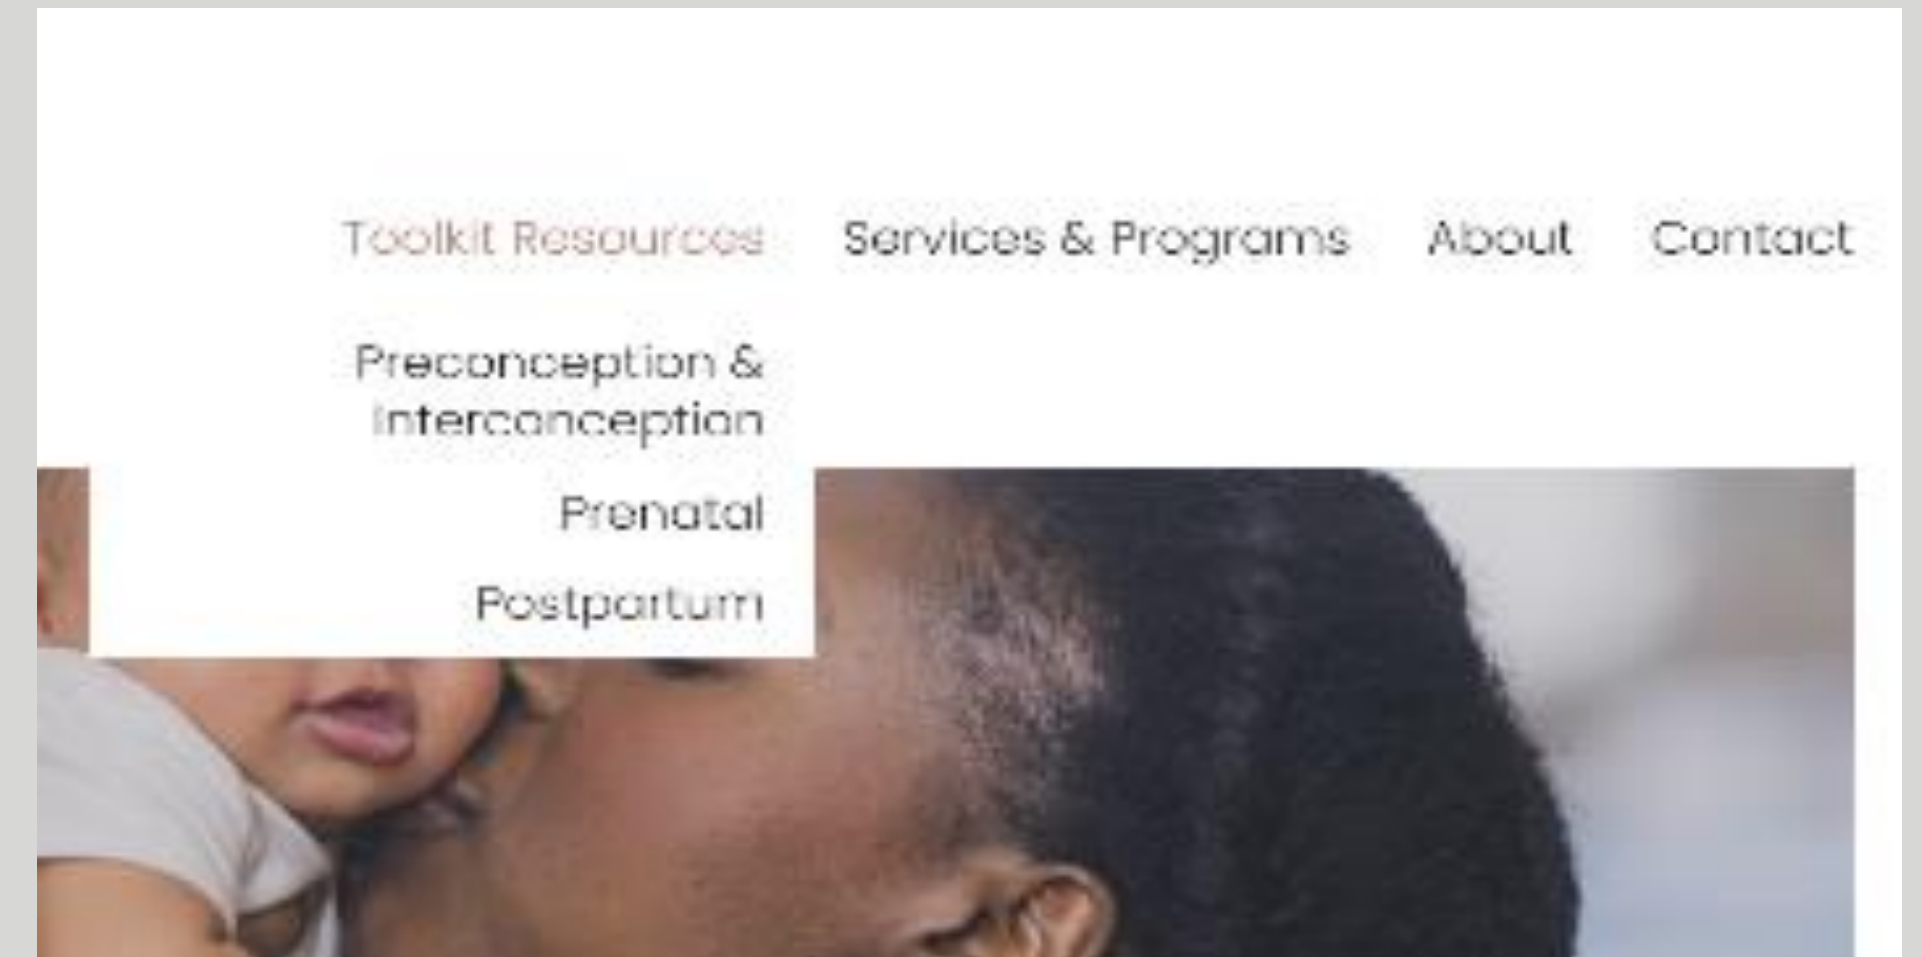 Toolkit Resources Services & Programs About Contact
Preconception &
Interconception
Prenatal
Postpartum